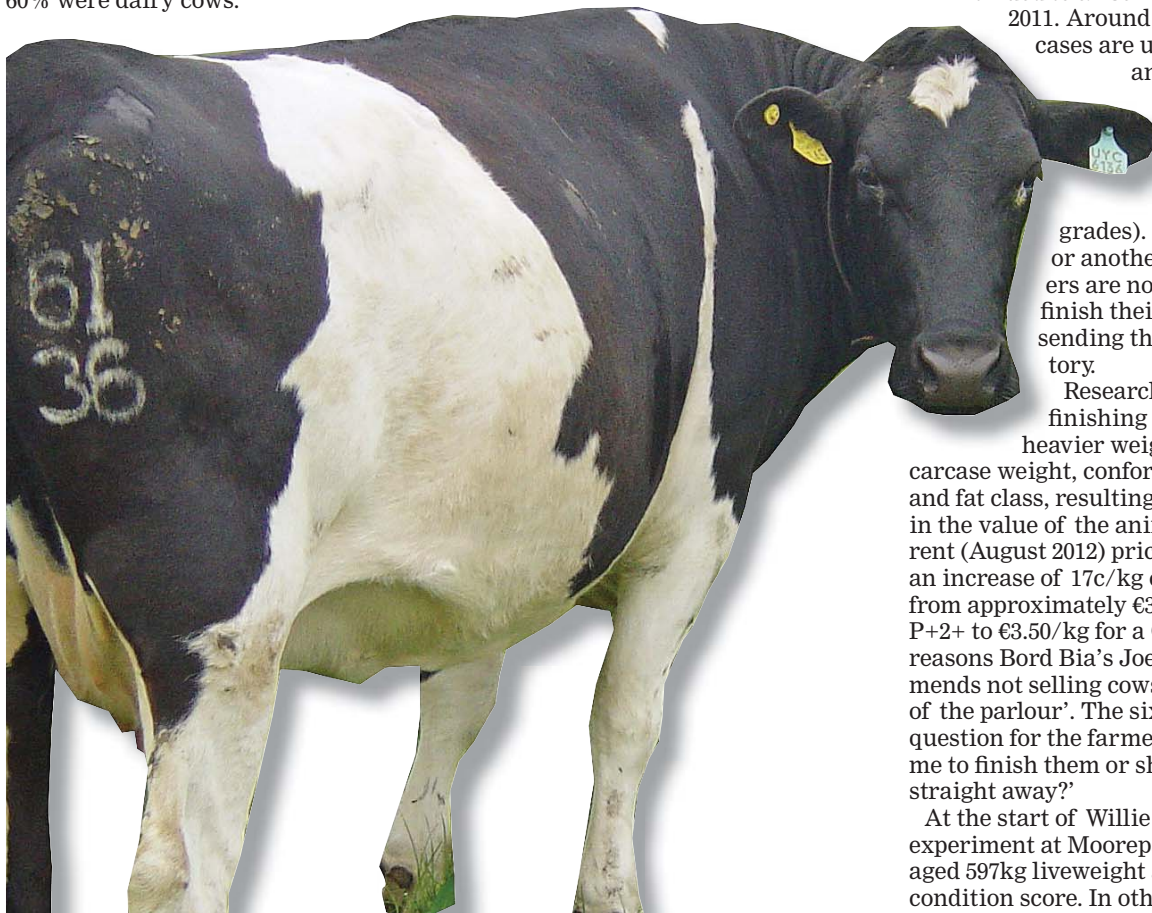 60% were dairy cows.
2011. Around
cases are u
an
UYC
6136
61
36
grades).
or anothe
ers are no
finish thei
sending th
tory.
Research
finishing
heavier weig
carcase weight, confor
and fat class, resulting
in the value of the ani
rent (August 2012) pric
an increase of 17c/kg
from approximately €3
P+2+ to €3.50/kg for a
reasons Bord Bia's Joe
mends not selling cows
of the parlour'. The six
question for the farme
me to finish them or sh
straight away?'
At the start of Willie
experiment at Moorep
aged 597kg liveweight
condition score. In oth